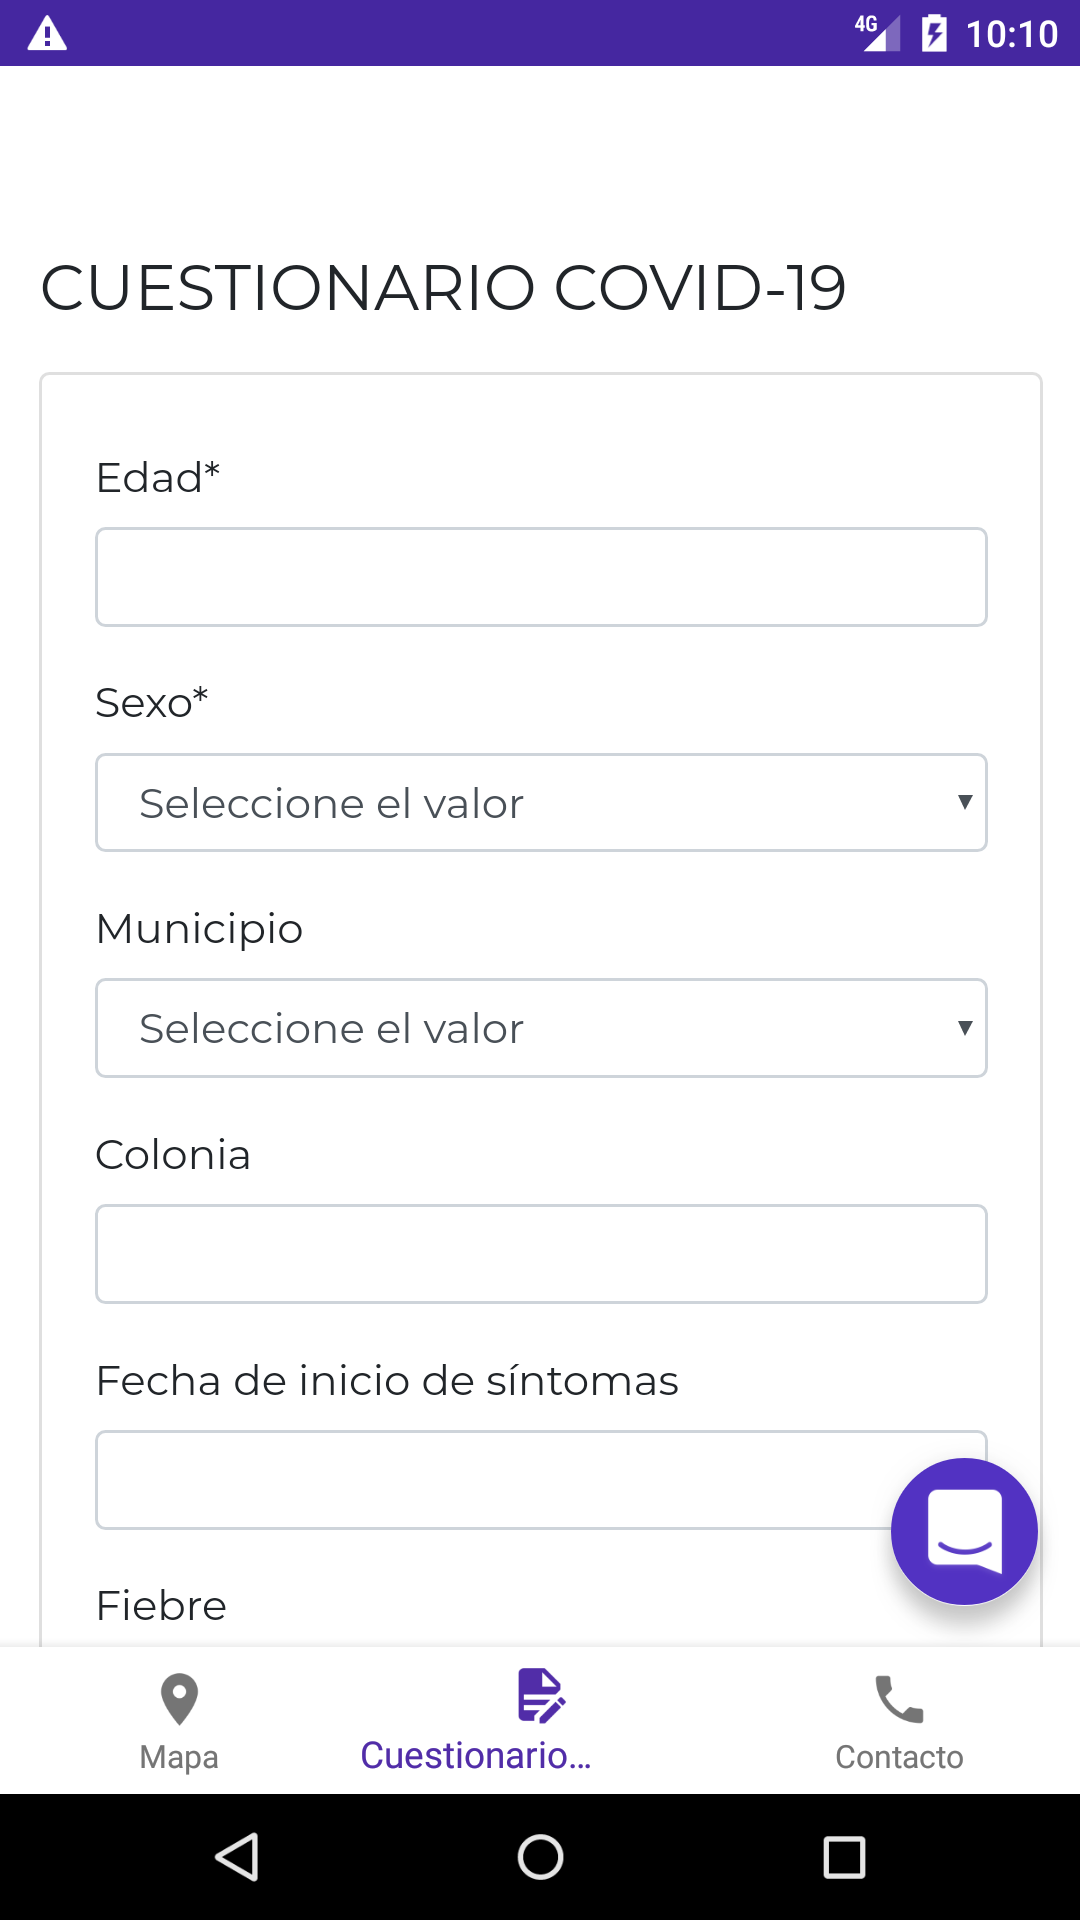 4G 10:10
CUESTIONARIO COVID-19
Edad*
Sexo*
Seleccione el valor
Municipio
Seleccione el valor
Colonia
Fecha de inicio de síntomas
Fiebre
Mapa
Cuestionario...
Contacto